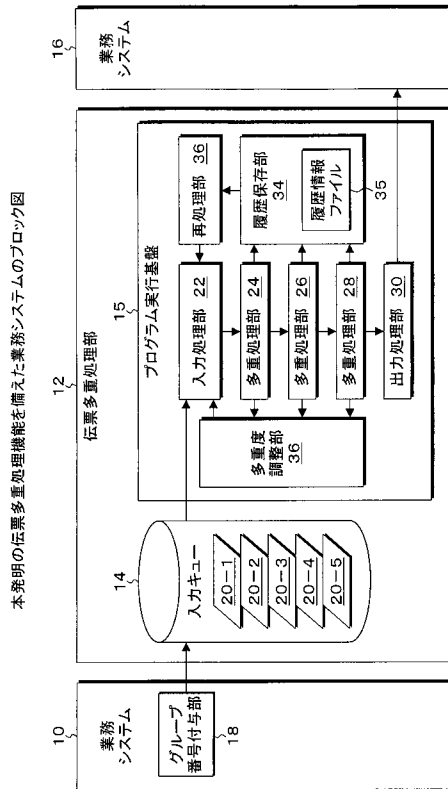 本発明の伝票多重処理機能を備えた業務システムのブロック図
10
業務
システム
グループ
番号付与部
18
12
伝票多重処理部
14
入力キュー
20-1
20-2
20-3
20-4
20-5
15
プログラム実行基盤
多重度
調整部
36
入力処理部 22
多重処理部 24
多重処理部 26
多重処理部 28
出力処理部 30
再処理部 36
履歴保存部
34
履歴情報
ファイル
35
16
業務
システム